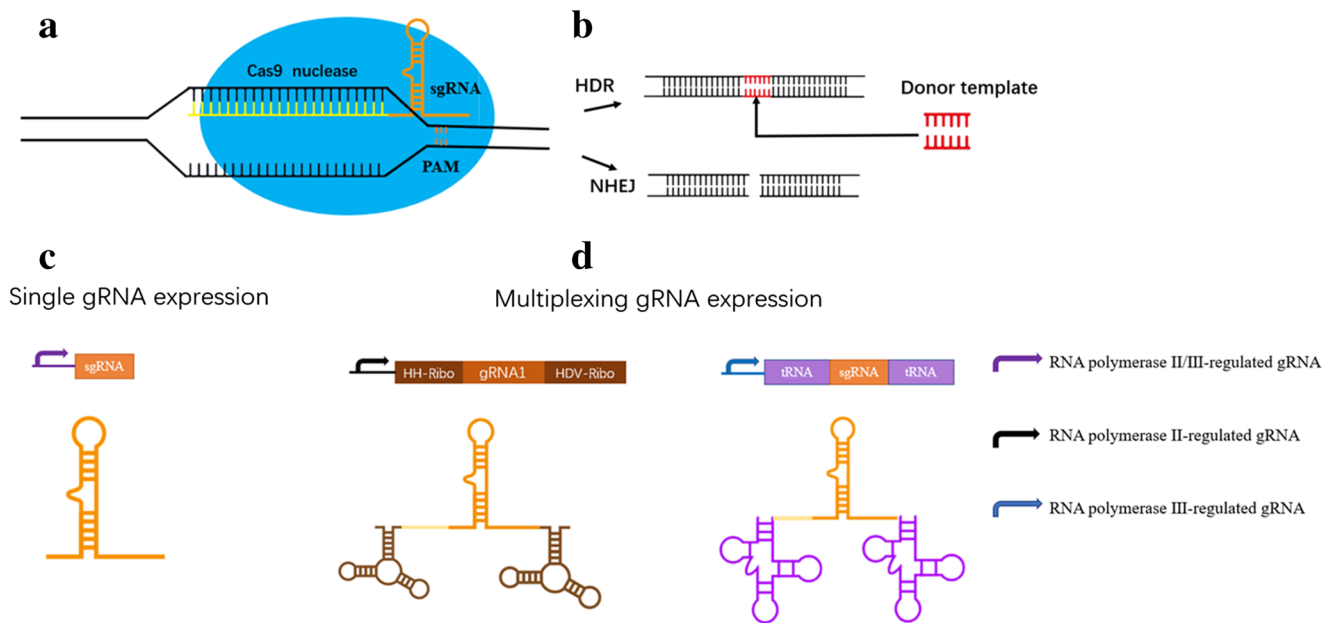 a
Cas9 nuclease
sgRNA
PAM
b
HDR
Donor template
NHEJ
c
Single gRNA expression
sgRNA
d
Multiplexing gRNA expression
HH-Ribo gRNA1 HDV-Ribo
tRNA sgRNA tRNA
RNA polymerase II/III-regulated gRNA
RNA polymerase II-regulated gRNA
RNA polymerase III-regulated gRNA